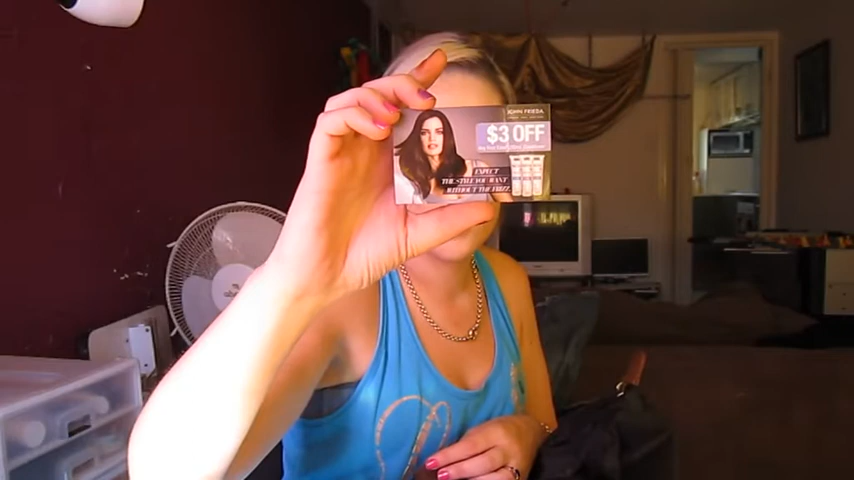 JOHN FRIEDA
$3 OFF
EXPECT
THE STYLE YOU WANT
WITHOUT THE FRIZZ